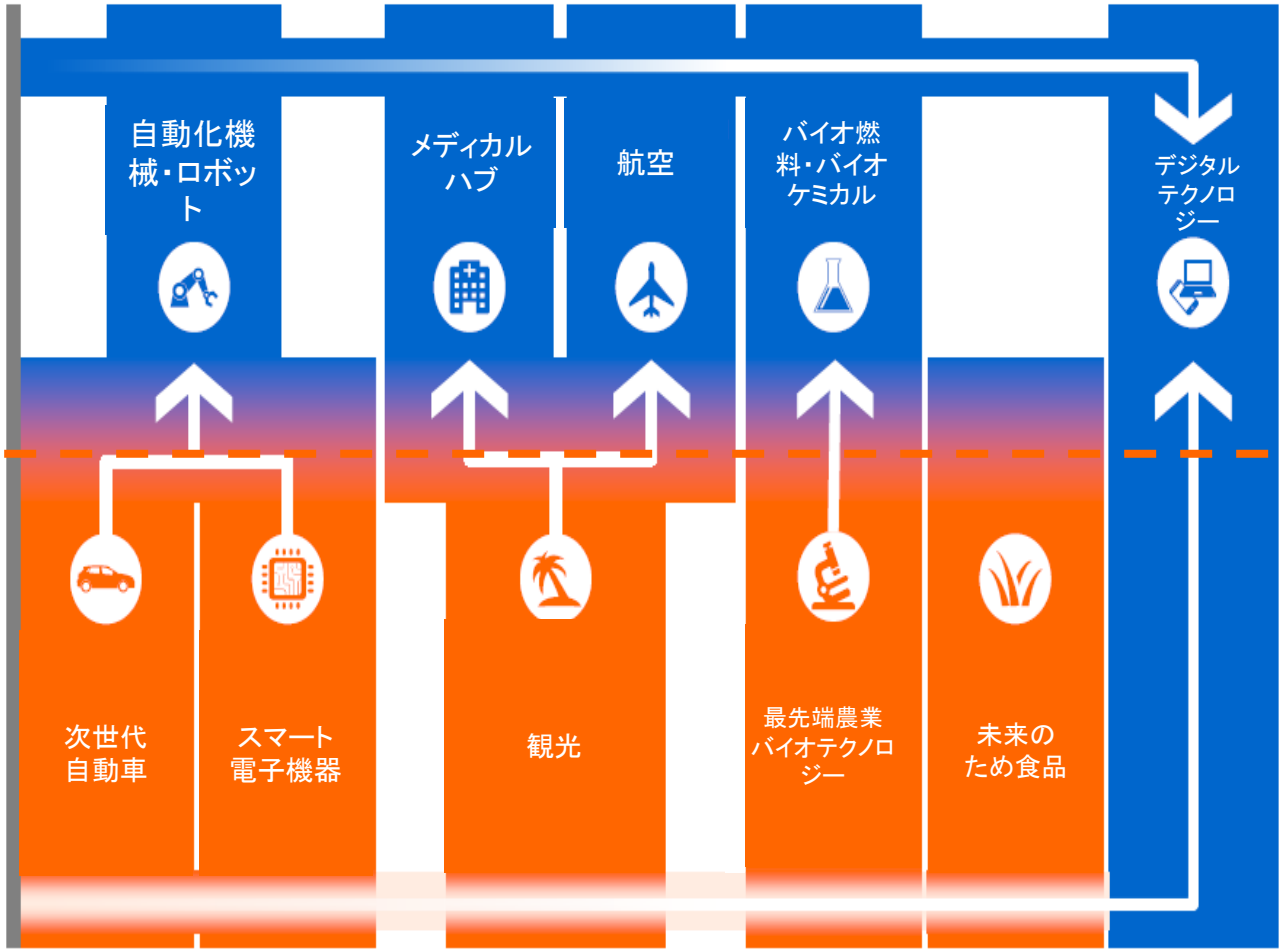 自動化機
械・ロボッ
ト
メディカル
ハブ
航空
バイオ燃
料・バイオ
ケミカル
デジタル
テクノロ
ジー
次世代
自動車
スマート
電子機器
観光
最先端農業
バイオテクノロ
ジー
未来の
ため食品